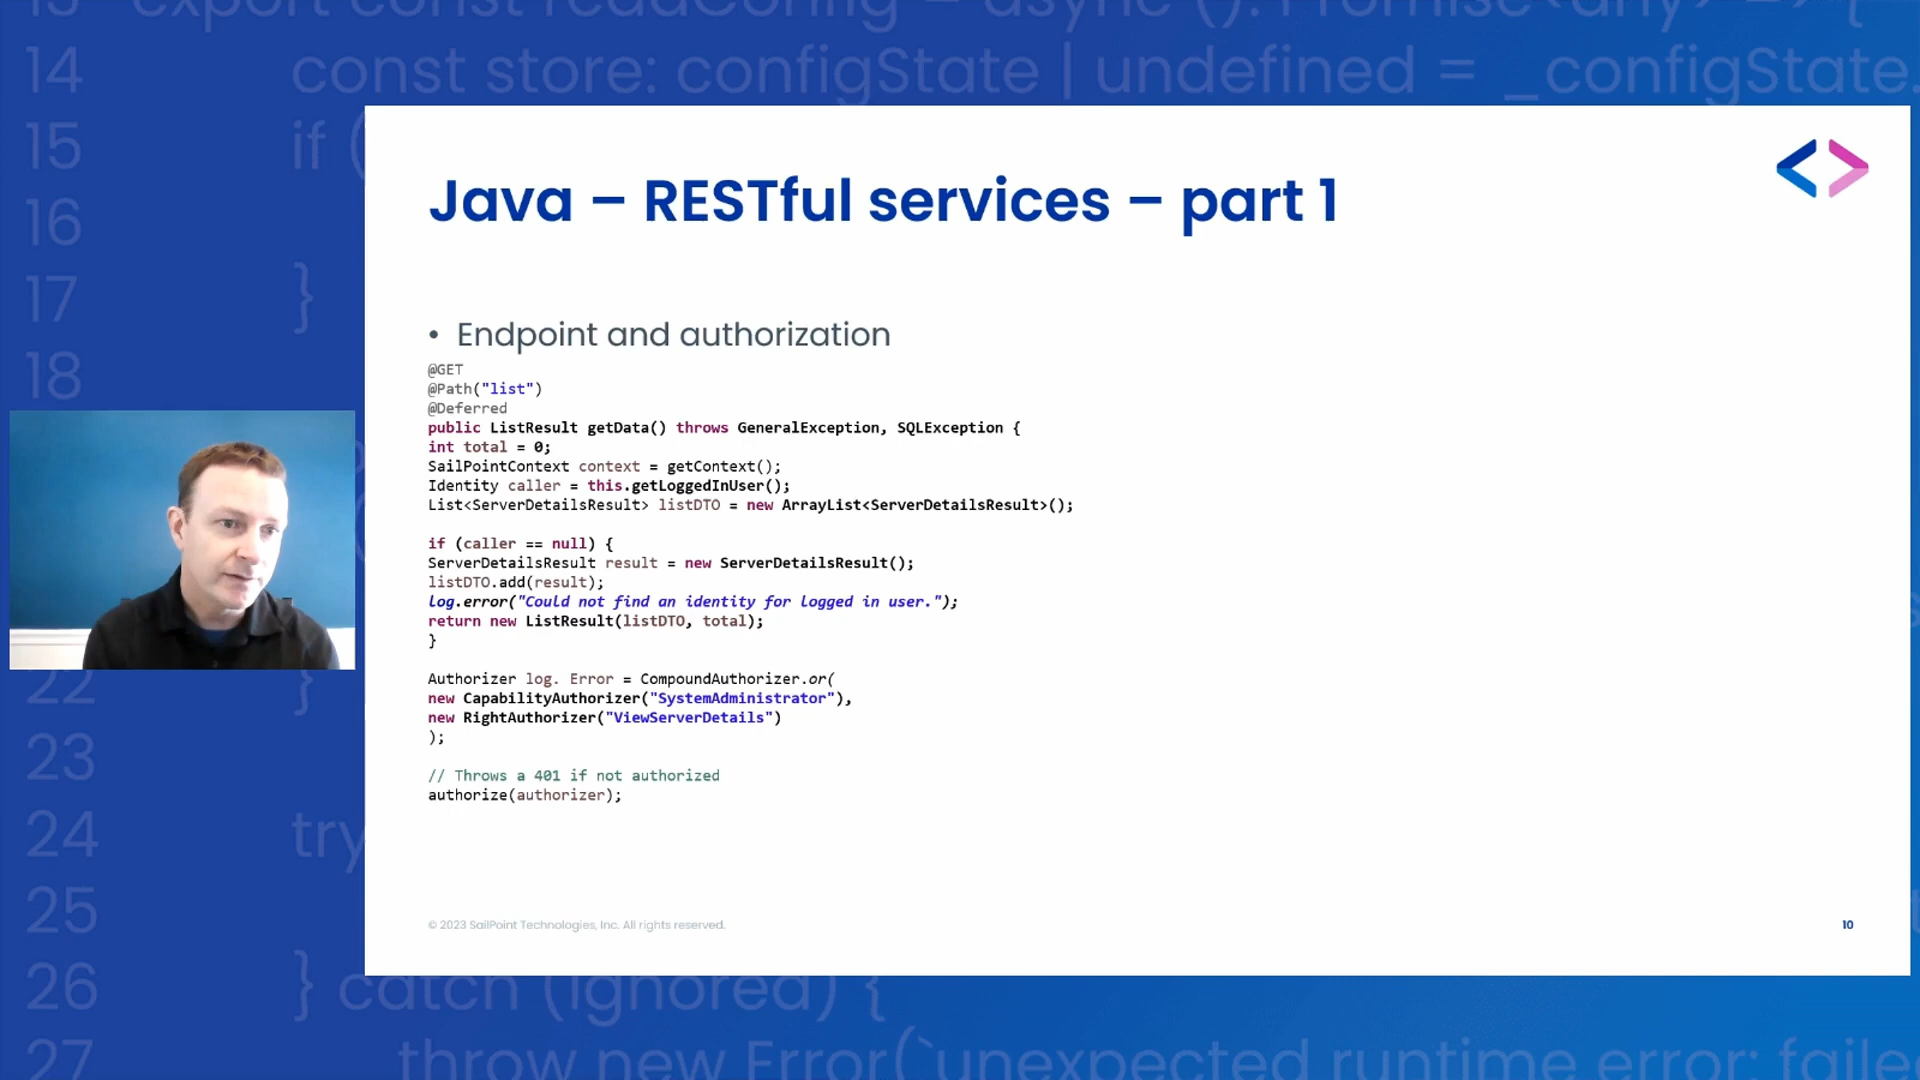 export const readConfig = async (): Promise<any> => {
14 const store: configState | undefined = _configState.
15 if (
16
17 }
18
Java – RESTful services – part 1
• Endpoint and authorization
@GET
@Path("list")
@Deferred
public ListResult getData() throws GeneralException, SQLException {
int total = 0;
SailPointContext context = getContext();
Identity caller = this.getLoggedInUser();
List<ServerDetailsResult> listDTO = new ArrayList<ServerDetailsResult>();
if (caller == null) {
ServerDetailsResult result = new ServerDetailsResult();
listDTO.add(result);
log.error("Could not find an identity for logged in user.");
return new ListResult(listDTO, total);
}
Authorizer log. Error = CompoundAuthorizer.or(
new CapabilityAuthorizer("SystemAdministrator"),
new RightAuthorizer("ViewServerDetails")
);
// Throws a 401 if not authorized
authorize(authorizer);
© 2023 SailPoint Technologies, Inc. All rights reserved.
10
22 }
23
24 try
25
26 } catch (ignored) {
27 throw new Error(`unexpected runtime error: faile